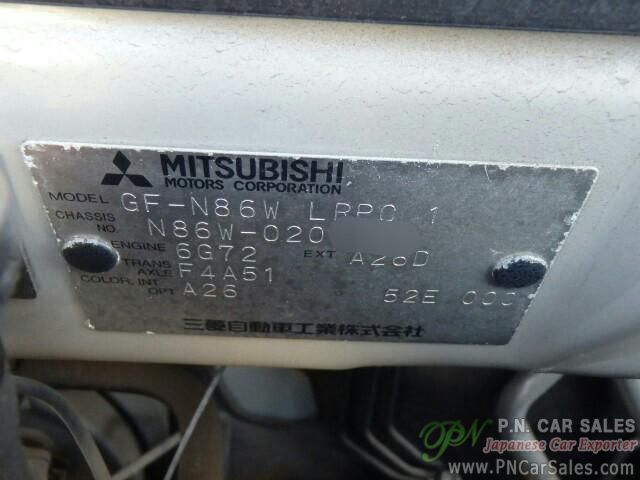 MITSUBISHI
MOTORS CORPORATION
MODEL GF-N86W 1
CHASSIS NO. N86W-020
ENGINE 6G72 EXT
TRANS AXLE F4A51
COLOR, INT OPT A26 52E
三菱自動車工業株式会社
PN P.N. CAR SALES
Japanese Car Exporter
www.PNCarSales.com